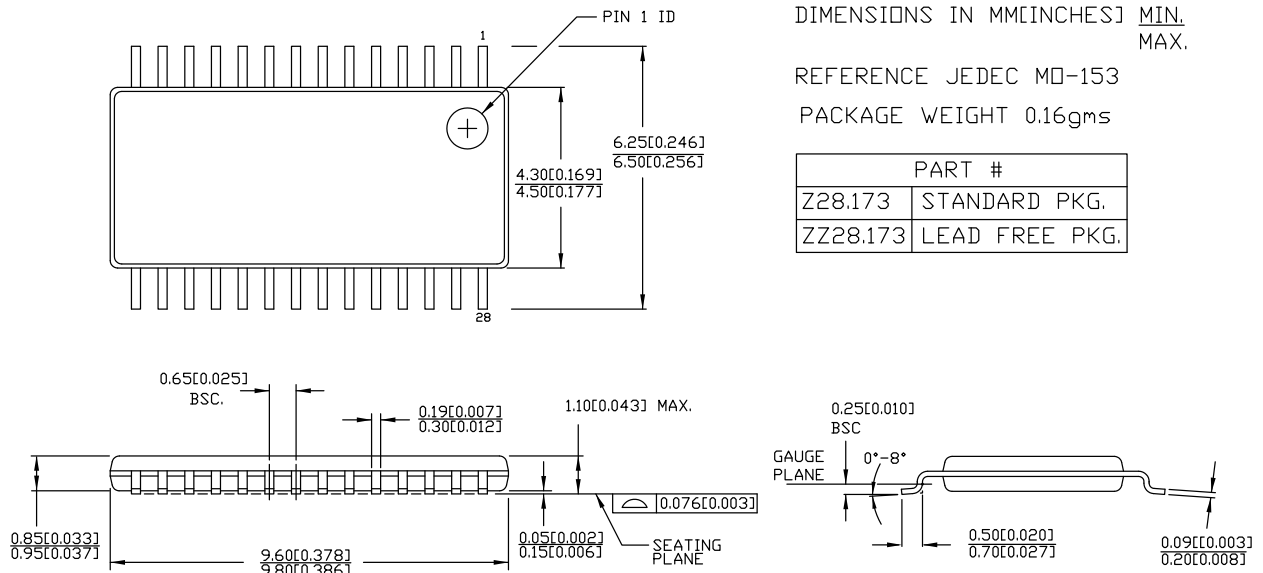 PIN 1 ID
1
DIMENSIONS IN MM[INCHES] MIN.
MAX.
REFERENCE JEDEC MO-153
PACKAGE WEIGHT 0.16gms
PART #
Z28.173 STANDARD PKG.
ZZ28.173 LEAD FREE PKG.
6.25[0.246]
6.50[0.256]
4.30[0.169]
4.50[0.177]
28
0.65[0.025]
BSC.
0.19[0.007]
0.30[0.012]
1.10[0.043] MAX.
0.25[0.010]
BSC
GAUGE
PLANE
0°-8°
0.076[0.003]
0.85[0.033]
0.95[0.037]
9.60[0.378]
9.80[0.386]
0.05[0.002]
0.15[0.006]
SEATING
PLANE
0.50[0.020]
0.70[0.027]
0.09[[0.003]
0.20[0.008]